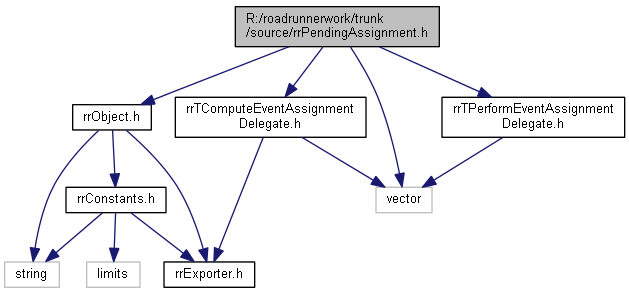 R:/roadrunnerwork/trunk
/source/rrPendingAssignment.h
rrObject.h
rrTComputeEventAssignment
Delegate.h
rrTPerformEventAssignment
Delegate.h
rrConstants.h
vector
string
limits
rrExporter.h